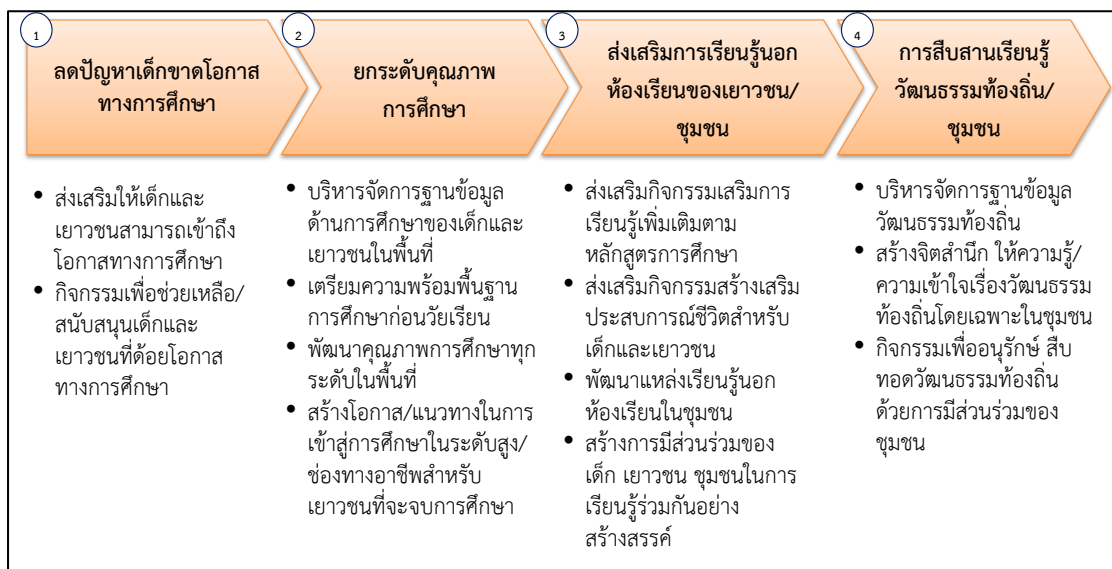 1
ลดปัญหาเด็กขาดโอกาส
ทางการศึกษา
2
ยกระดับคุณภาพ
การศึกษา
3
ส่งเสริมการเรียนรู้นอก
ห้องเรียนของเยาวชน/
ชุมชน
4
การสืบสานเรียนรู้
วัฒนธรรมท้องถิ่น/
ชุมชน
• ส่งเสริมให้เด็กและ
เยาวชนสามารถเข้าถึง
โอกาสทางการศึกษา
• กิจกรรมเพื่อช่วยเหลือ/
สนับสนุนเด็กและ
เยาวชนที่ด้อยโอกาส
ทางการศึกษา
• บริหารจัดการฐานข้อมูล
ด้านการศึกษาของเด็กและ
เยาวชนในพื้นที่
• เตรียมความพร้อมพื้นฐาน
การศึกษาก่อนวัยเรียน
• พัฒนาคุณภาพการศึกษาทุก
ระดับในพื้นที่
• สร้างโอกาส/แนวทางในการ
เข้าสู่การศึกษาในระดับสูง/
ช่องทางอาชีพสำหรับ
เยาวชนที่จะจบการศึกษา
• ส่งเสริมกิจกรรมเสริมการ
เรียนรู้เพิ่มเติมตาม
หลักสูตรการศึกษา
• ส่งเสริมกิจกรรมสร้างเสริม
ประสบการณ์ชีวิตสำหรับ
เด็กและเยาวชน
• พัฒนาแหล่งเรียนรู้นอก
ห้องเรียนในชุมชน
• สร้างการมีส่วนร่วมของ
เด็ก เยาวชน ชุมชนในการ
เรียนรู้ร่วมกันอย่าง
สร้างสรรค์
• บริหารจัดการฐานข้อมูล
วัฒนธรรมท้องถิ่น
• สร้างจิตสำนึก ให้ความรู้/
ความเข้าใจเรื่องวัฒนธรรม
ท้องถิ่นโดยเฉพาะในชุมชน
• กิจกรรมเพื่ออนุรักษ์ สืบ
ทอดวัฒนธรรมท้องถิ่น
ด้วยการมีส่วนร่วมของ
ชุมชน